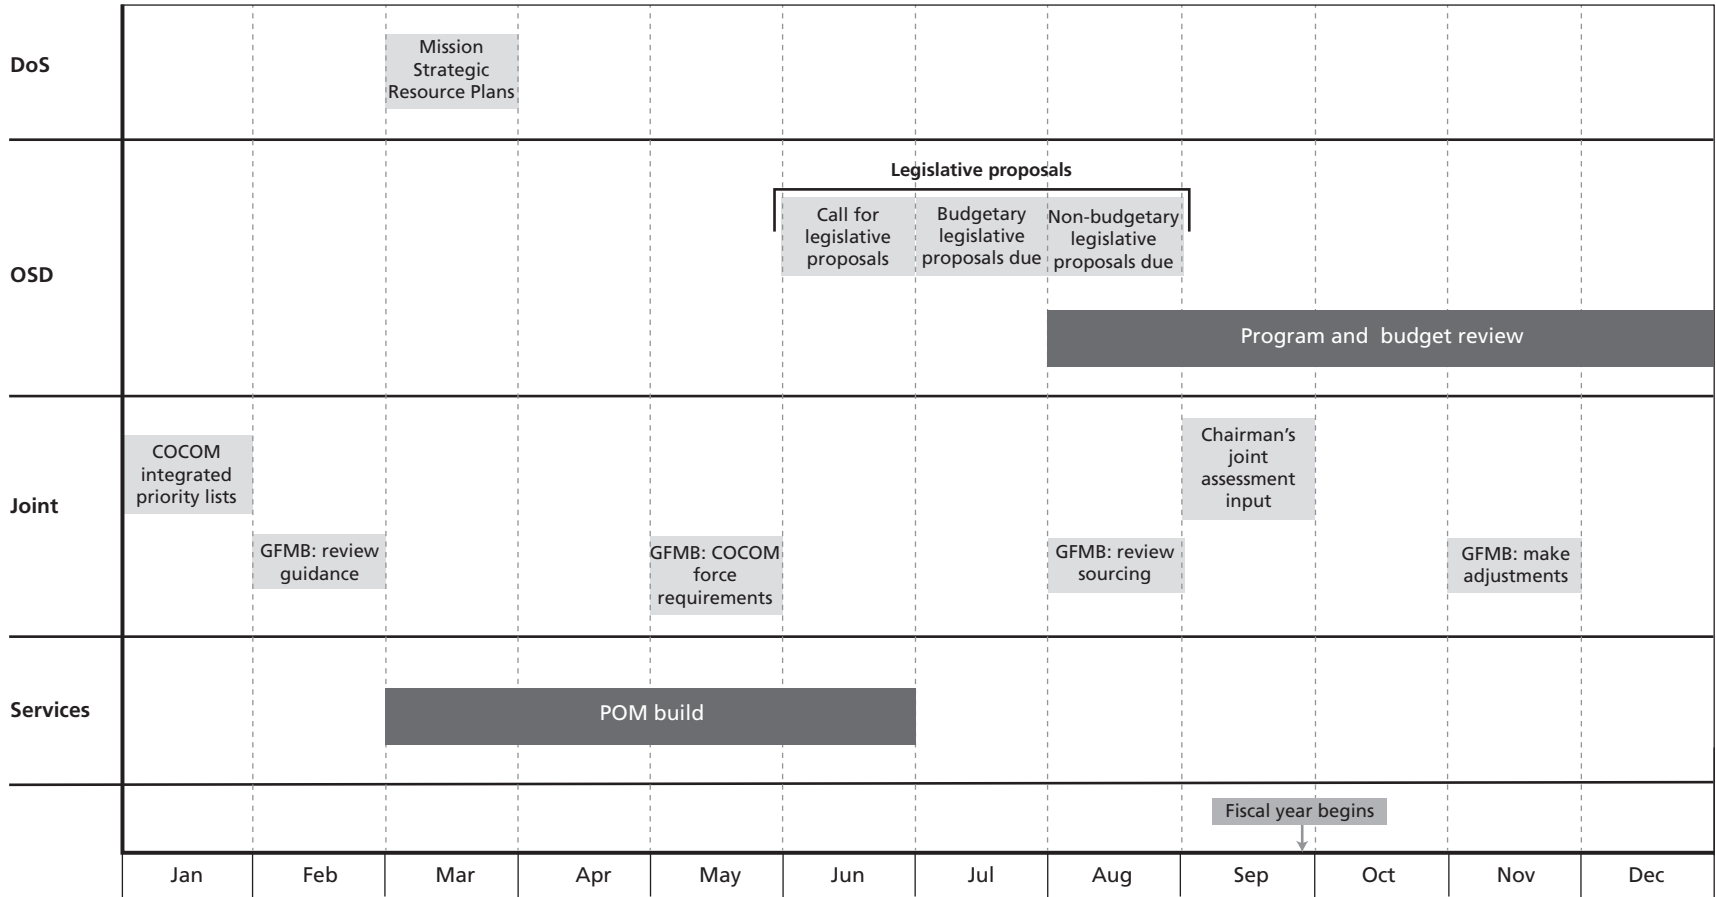 DoS
Mission
Strategic
Resource Plans
OSD
Legislative proposals
Call for
legislative
proposals
Budgetary
legislative
proposals due
Non-budgetary
legislative
proposals due
Program and budget review
Joint
COCOM
integrated
priority lists
GFMB: review
guidance
GFMB: COCOM
force
requirements
GFMB: review
sourcing
Chairman’s
joint
assessment
input
GFMB: make
adjustments
Services
POM build
Fiscal year begins
Jan Feb Mar Apr May Jun Jul Aug Sep Oct Nov Dec